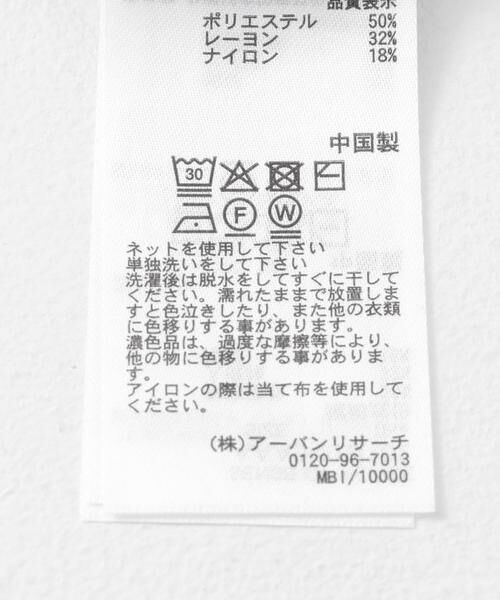 品質表示
ポリエステル 50%
レーヨン 32%
ナイロン 18%
中国製
30
F W
ネットを使用して下さい
単独洗いをして下さい
洗濯後は脱水をしてすぐに干して
ください。濡れたままで放置しま
すと色泣きしたり、また他の衣類
に色移りする事があります。
濃色品は、過度な摩擦等により、
他の物に色移りする事がありま
す。
アイロンの際は当て布を使用して
ください。
(株)アーバンリサーチ
0120-96-7013
MBI/10000